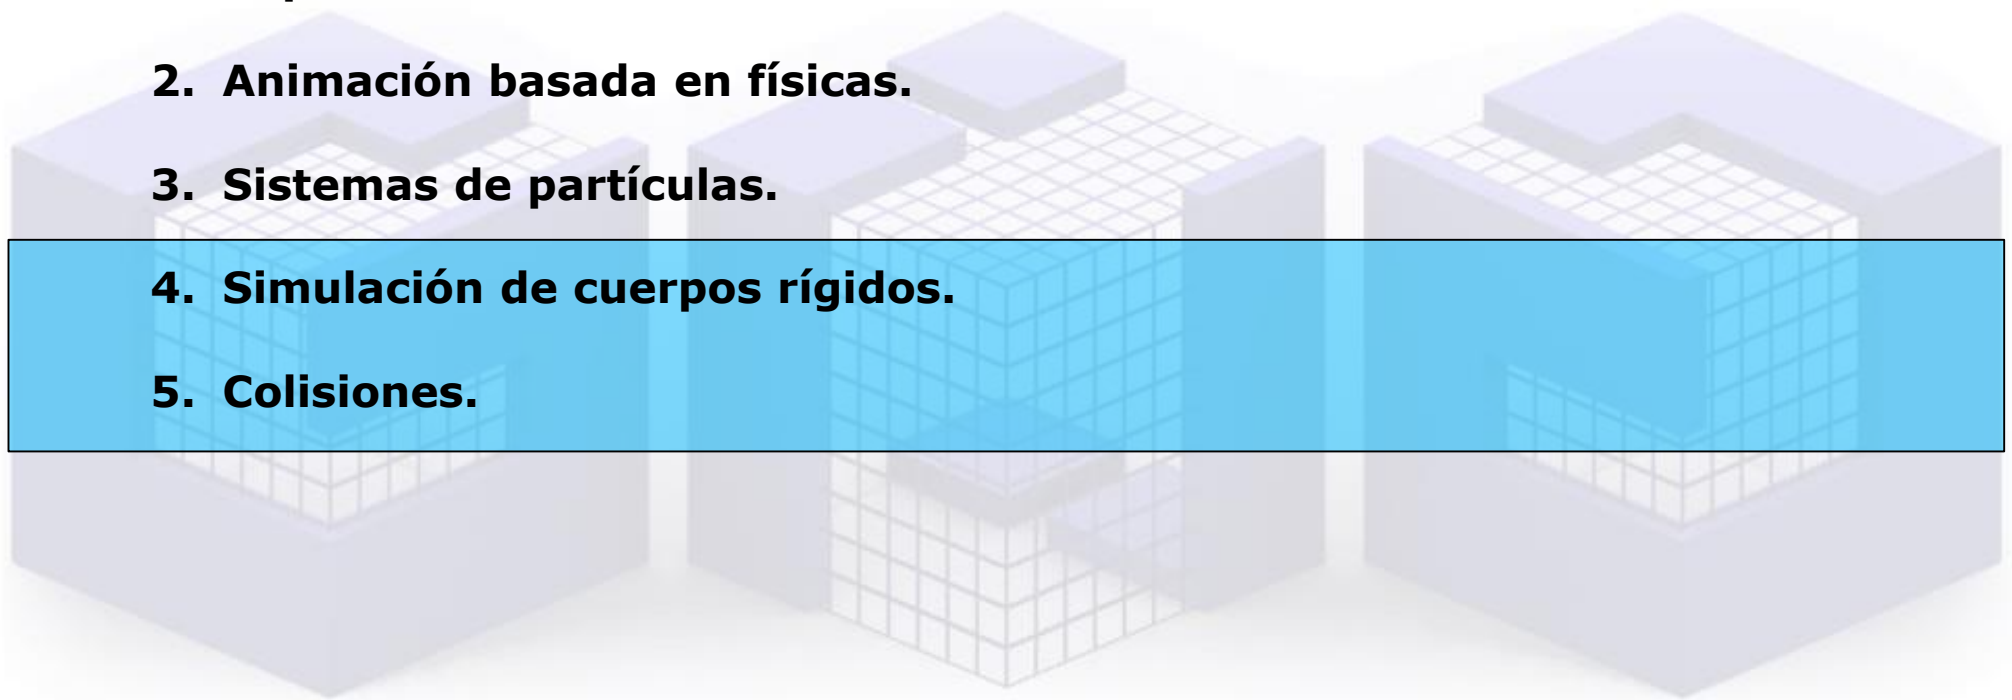 2. Animación basada en físicas.
3. Sistemas de partículas.
4. Simulación de cuerpos rígidos.
5. Colisiones.